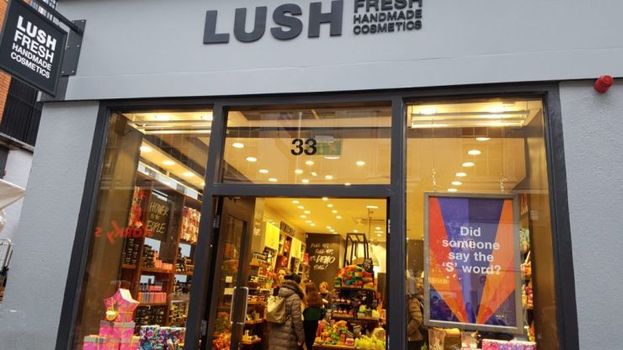 LUSH
FRESH
HANDMADE
COSMETICS
LUSH
FRESH
HANDMADE
COSMETICS
33
Did
someone
say the
'S' word?